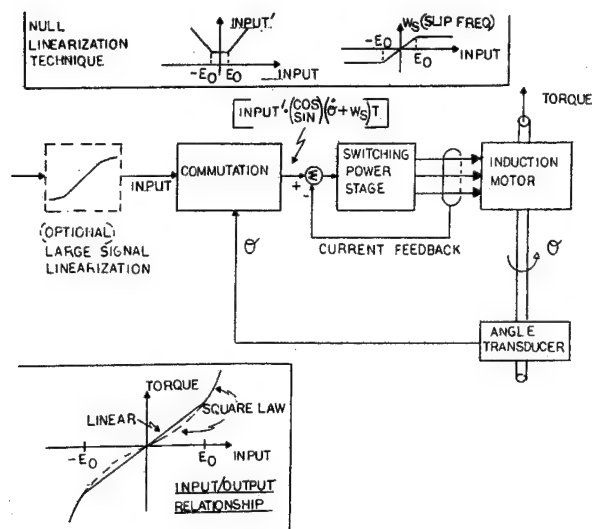 NULL
LINEARIZATION
TECHNIQUE
INPUT'
-E0 E0 INPUT
WS(SLIP FREQ)
-E0
INPUT
E0
[INPUT'·(COS/SIN)(θ̇+WS)T]
TORQUE
INPUT
COMMUTATION
+
-
Σ
SWITCHING
POWER
STAGE
INDUCTION
MOTOR
(OPTIONAL)
LARGE SIGNAL
LINEARIZATION
θ
CURRENT FEEDBACK
θ
ANGLE
TRANSDUCER
TORQUE
LINEAR
SQUARE LAW
-E0
E0 INPUT
INPUT/OUTPUT
RELATIONSHIP